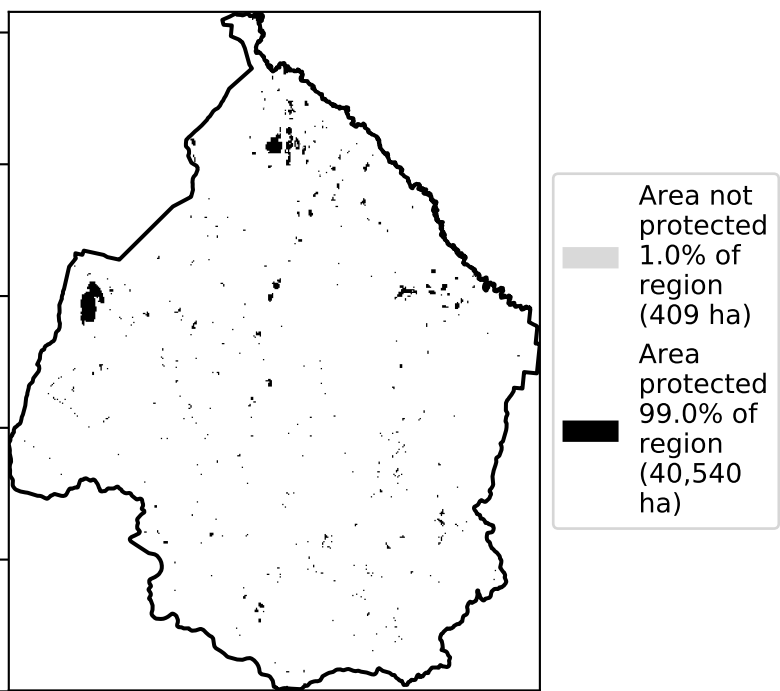 Area not
protected
1.0% of
region
(409 ha)
Area
protected
99.0% of
region
(40,540
ha)